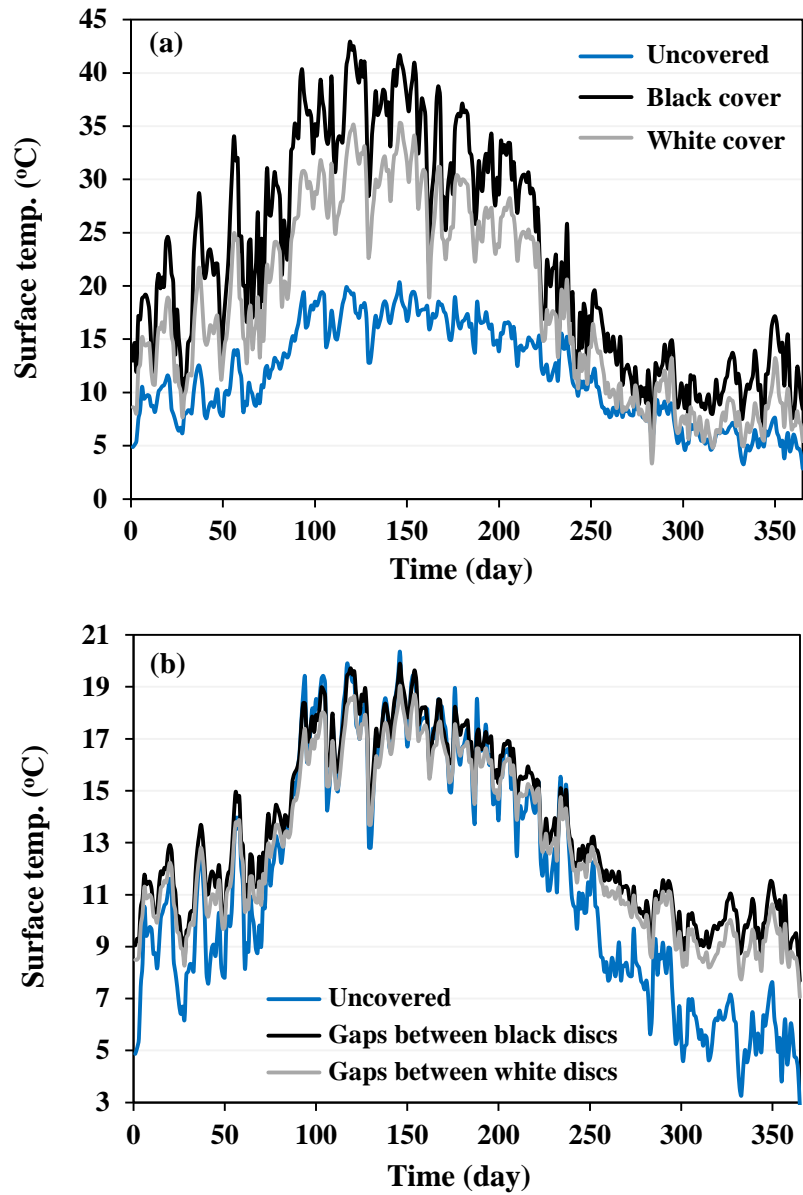 45
40
35
30
25
20
15
10
5
0
Surface temp. (ºC)
(a)
Uncovered
Black cover
White cover
0 50 100 150 200 250 300 350
Time (day)
21
19
17
15
13
11
9
7
5
3
Surface temp. (ºC)
(b)
Uncovered
Gaps between black discs
Gaps between white discs
0 50 100 150 200 250 300 350
Time (day)